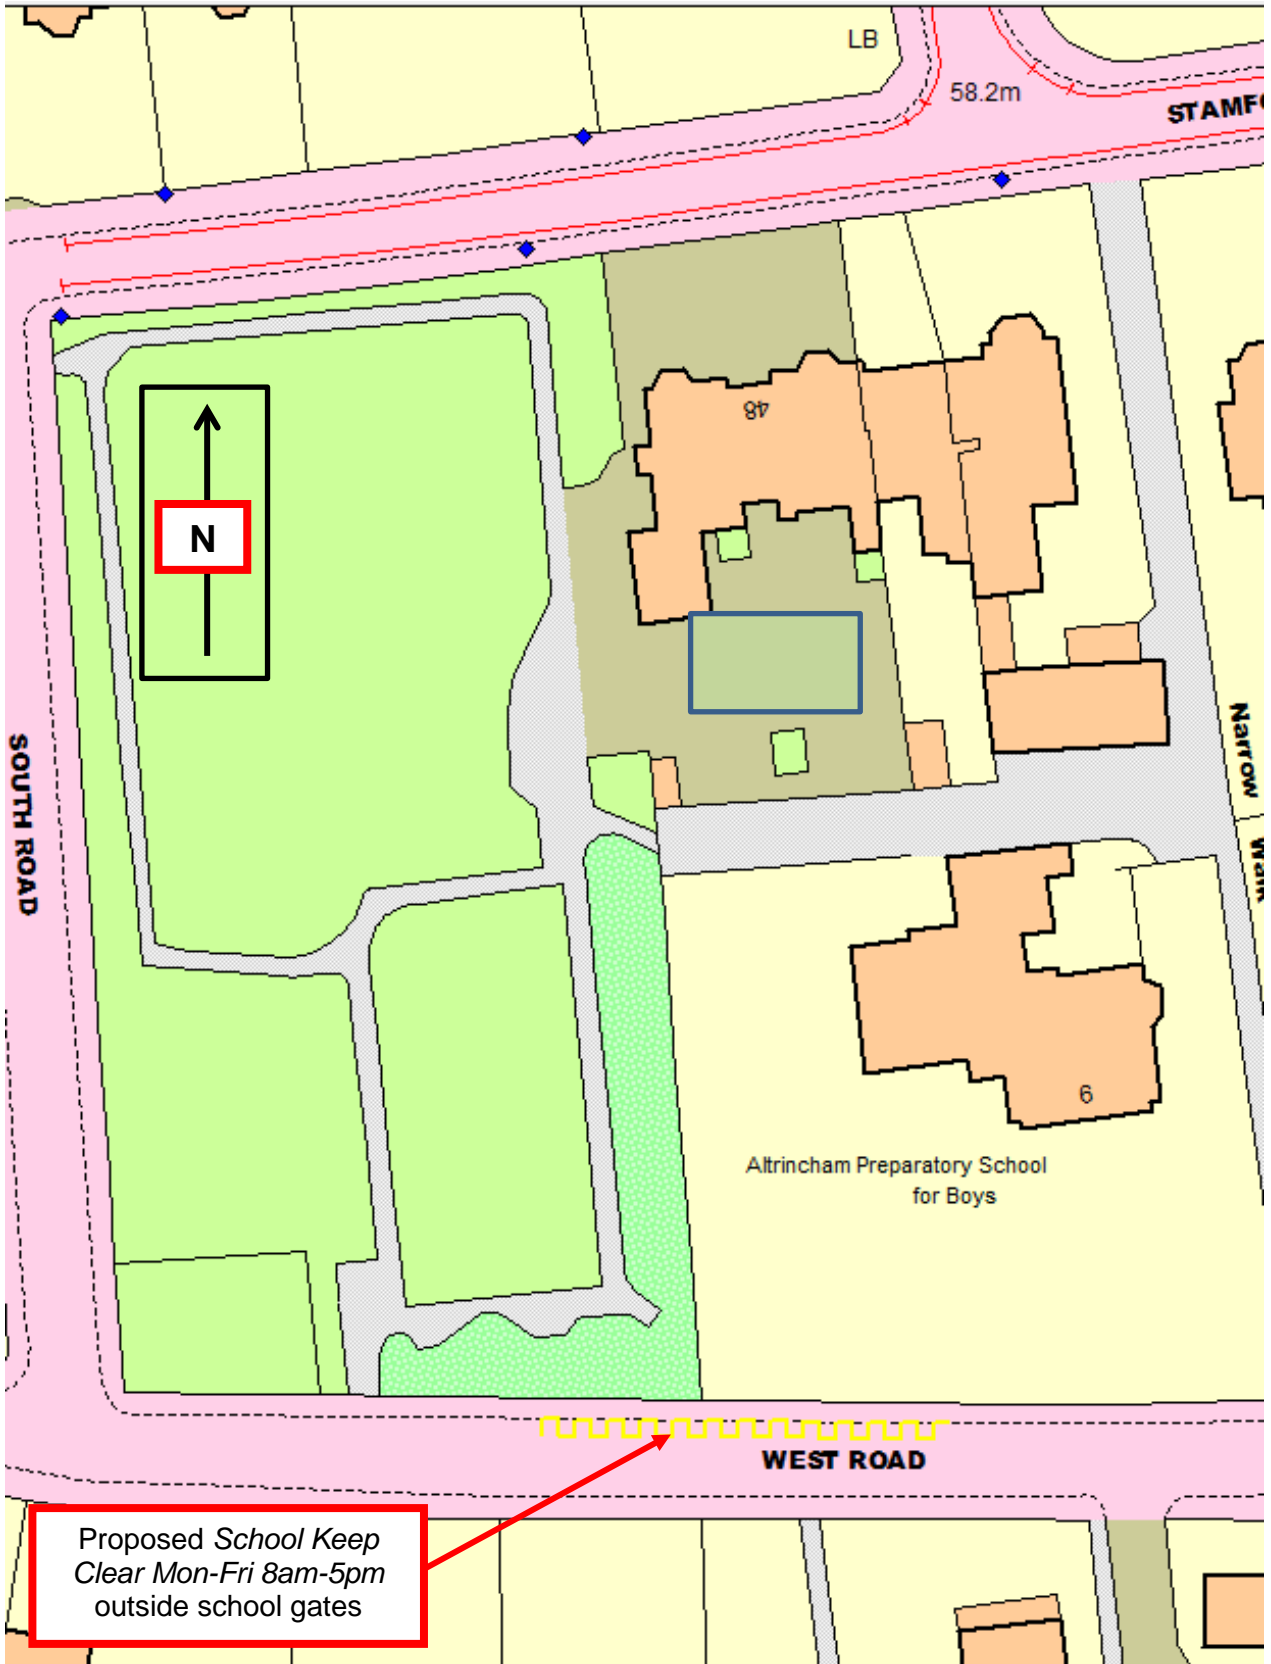 LB
58.2m
STAMFO
48
N
SOUTH ROAD
Narrow
Walk
6
Altrincham Preparatory School
for Boys
WEST ROAD
Proposed School Keep
Clear Mon-Fri 8am-5pm
outside school gates